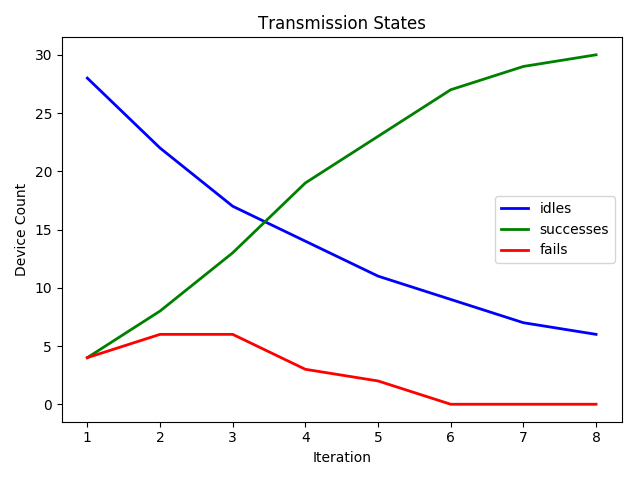 Transmission States
Device Count
30
25
20
15
10
5
0
idles
successes
fails
1 2 3 4 5 6 7 8
Iteration